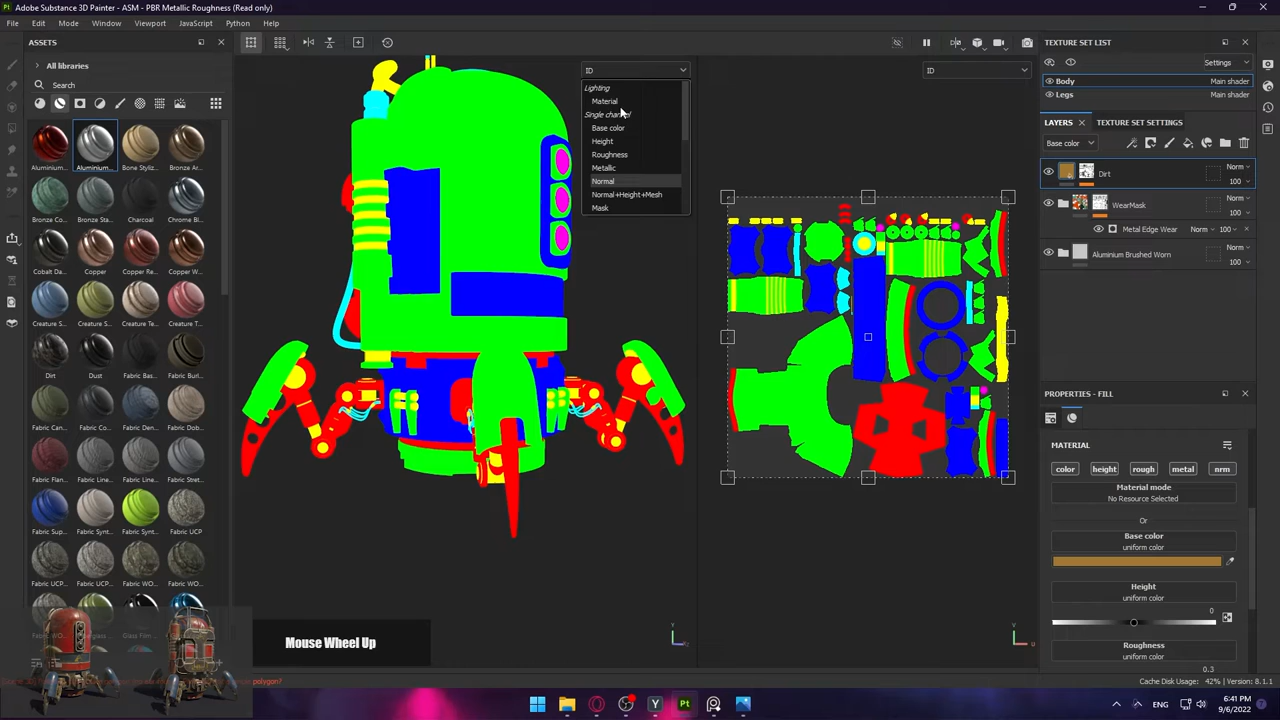 Adobe Substance 3D Painter - ASM - PBR Metallic Roughness (Read only)
File Edit Mode Window Viewport JavaScript Python Help
ASSETS
All libraries
Search
Aluminium...
Aluminium...
Bone Styliz...
Bronze Ar...
Bronze Co...
Bronze Sta...
Charcoal
Chrome Bl...
Cobalt Da...
Copper
Copper Re...
Copper W...
Creature S...
Creature Te...
Creature T...
Dirt
Dust
Fabric Bas...
Fabric Burl...
Fabric Can...
Fabric Co...
Fabric Den...
Fabric Dob...
Fabric Flan...
Fabric Line...
Fabric Line...
Fabric Stret...
Fabric Sup...
Fabric Synt...
Fabric Synt...
Fabric UCP
Fabric UCP...
Fabric UCP...
Fabric WO...
Fabric WO...
Mouse Wheel Up
ID
Lighting
Material
Single channel
Base color
Height
Roughness
Metallic
Normal
Normal+Height+Mesh
Mask
ID
TEXTURE SET LIST
Settings
Body Main shader
Legs Main shader
LAYERS
TEXTURE SET SETTINGS
Base color
Dirt
Norm
100
WearMask
Norm
100
Metal Edge Wear Norm 100
Aluminium Brushed Worn
Norm
100
PROPERTIES - FILL
MATERIAL
color height rough metal nrm
Material mode
No Resource Selected
Or
Base color
uniform color
Height
uniform color
0
Roughness
uniform color
0.3
Cache Disk Usage: 42% | Version: 8.1.1
ENG
6:41 PM
9/6/2022